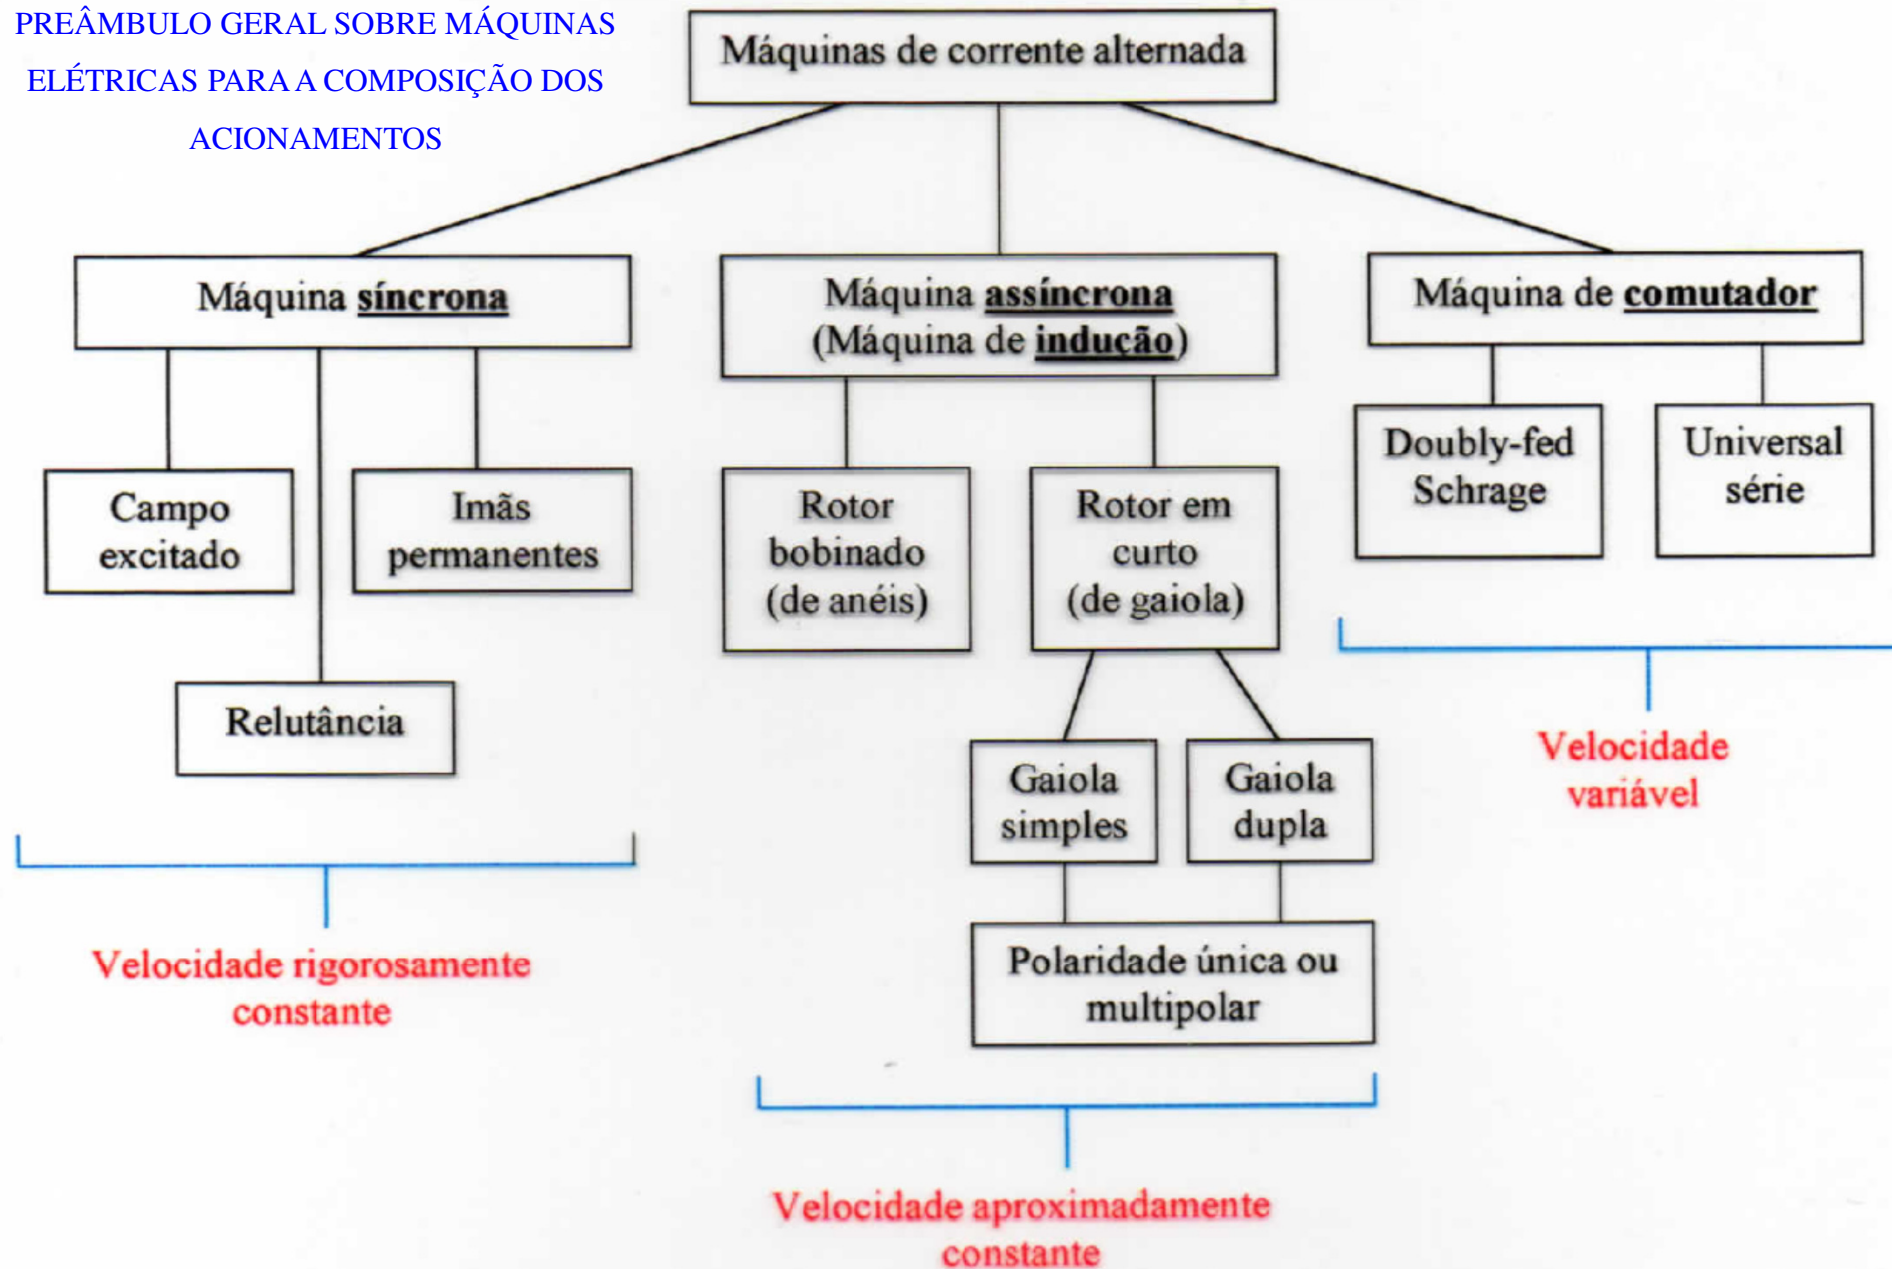 PREÂMBULO GERAL SOBRE MÁQUINAS
ELÉTRICAS PARA A COMPOSIÇÃO DOS
ACIONAMENTOS
Máquinas de corrente alternada
Máquina síncrona
Máquina assíncrona
(Máquina de indução)
Máquina de comutador
Campo
excitado
Imãs
permanentes
Relutância
Rotor
bobinado
(de anéis)
Rotor em
curto
(de gaiola)
Doubly-fed
Schrage
Universal
série
Gaiola
simples
Gaiola
dupla
Polaridade única ou
multipolar
Velocidade rigorosamente
constante
Velocidade aproximadamente
constante
Velocidade
variável